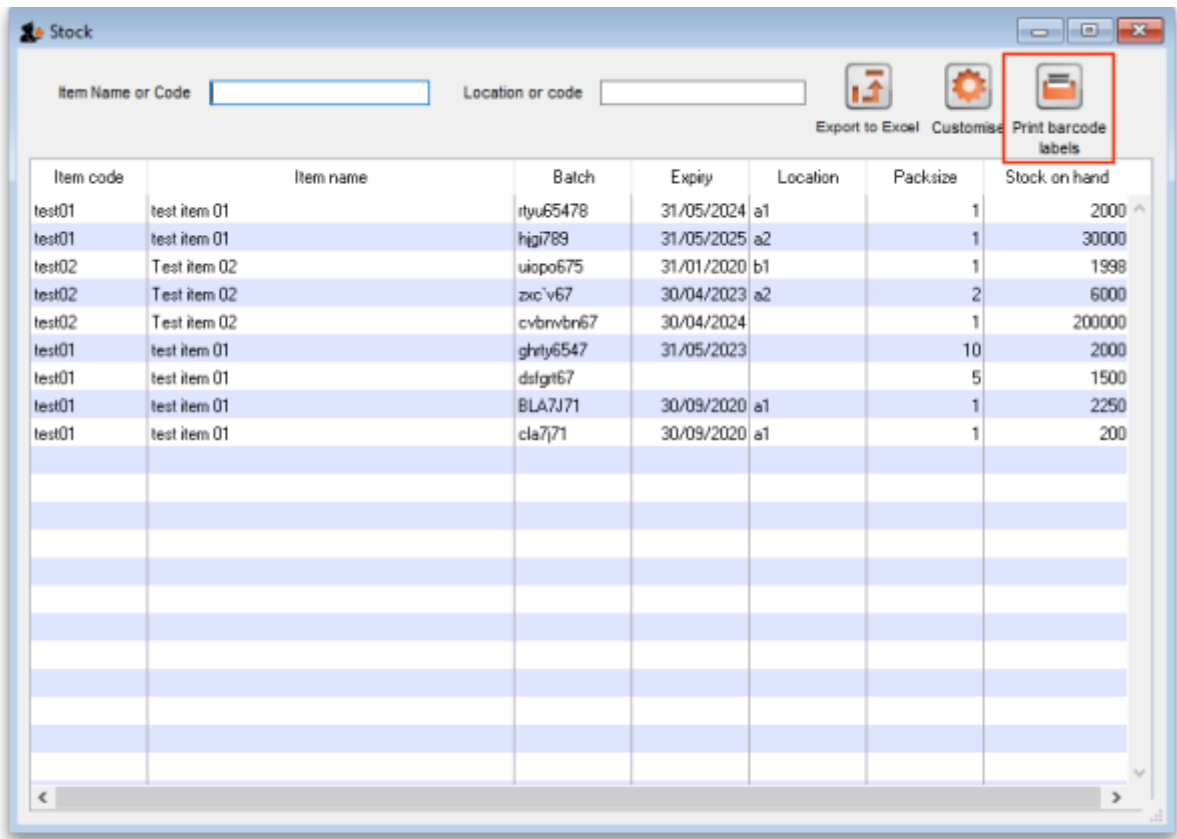 Stock
Item Name or Code Location or code
Export to Excel Customise Print barcode labels
Item code Item name Batch Expiry Location Packsize Stock on hand
test01 test item 01 rtyu65478 31/05/2024 a1 1 2000
test01 test item 01 hjgi789 31/05/2025 a2 1 30000
test02 Test item 02 uiopo675 31/01/2020 b1 1 1998
test02 Test item 02 zxc`v67 30/04/2023 a2 2 6000
test02 Test item 02 cvbnvbn67 30/04/2024 1 200000
test01 test item 01 ghrty6547 31/05/2023 10 2000
test01 test item 01 dsfgrt67 5 1500
test01 test item 01 BLA7J71 30/09/2020 a1 1 2250
test01 test item 01 cla7j71 30/09/2020 a1 1 200